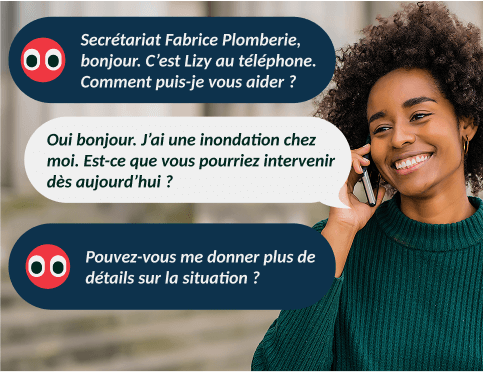 Secrétariat Fabrice Plomberie,
bonjour. C’est Lizy au téléphone.
Comment puis-je vous aider ?
Oui bonjour. J’ai une inondation chez
moi. Est-ce que vous pourriez intervenir
dès aujourd’hui ?
Pouvez-vous me donner plus de
détails sur la situation ?